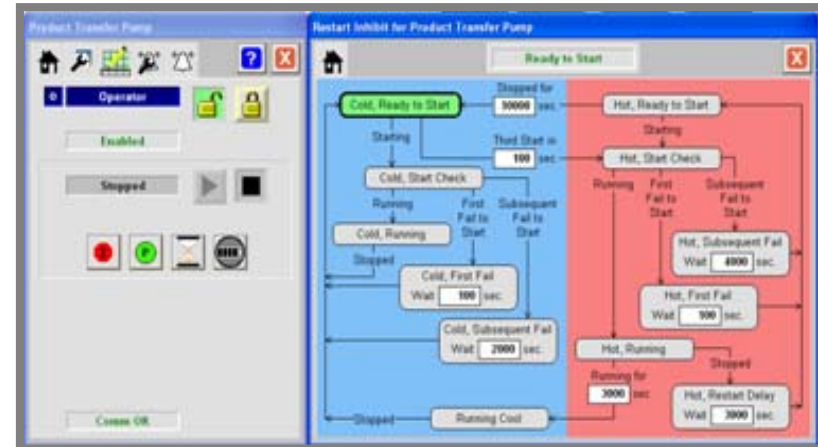 Product Transfer Pump
Operator
Enabled
Stopped
Comm OK
Restart Inhibit for Product Transfer Pump
Ready to Start
Cold, Ready to Start
Stopped for
50000 sec.
Hot, Ready to Start
Starting
Third Start in
100 sec.
Starting
Cold, Start Check
Hot, Start Check
Running
First
Fail to
Start
Subsequent
Fail to
Start
Running
First
Fail to
Start
Subsequent
Fail to
Start
Cold, Running
Stopped
Cold, First Fail
Wait 100 sec.
Hot, Subsequent Fail
Wait 4000 sec.
Hot, First Fail
Wait sec.
Cold, Subsequent Fail
Wait 2000 sec.
Hot, Running
Stopped
Running for
3000 sec.
Hot, Restart Delay
Wait 3000 sec.
Stopped
Running Cool